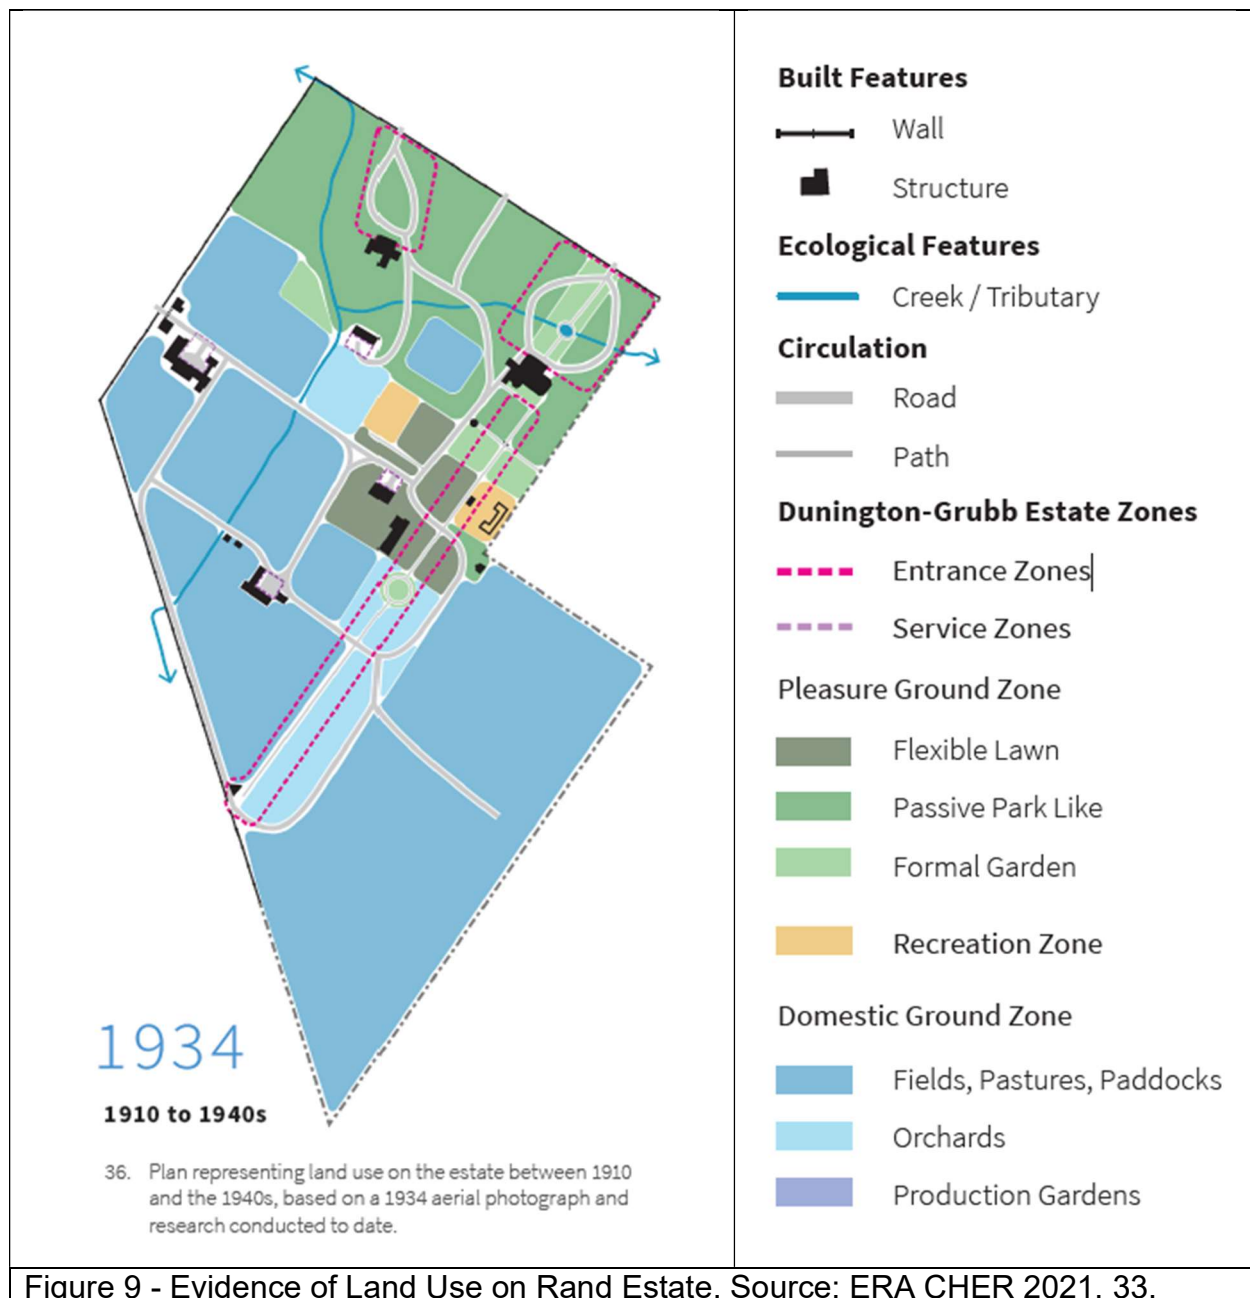 Built Features
Wall
Structure
Ecological Features
Creek / Tributary
Circulation
Road
Path
Dunington-Grubb Estate Zones
Entrance Zones
Service Zones
Pleasure Ground Zone
Flexible Lawn
Passive Park Like
Formal Garden
Recreation Zone
Domestic Ground Zone
Fields, Pastures, Paddocks
Orchards
Production Gardens
1934
1910 to 1940s
36. Plan representing land use on the estate between 1910
and the 1940s, based on a 1934 aerial photograph and
research conducted to date.
Figure 9 - Evidence of Land Use on Rand Estate. Source: ERA CHER 2021, 33.